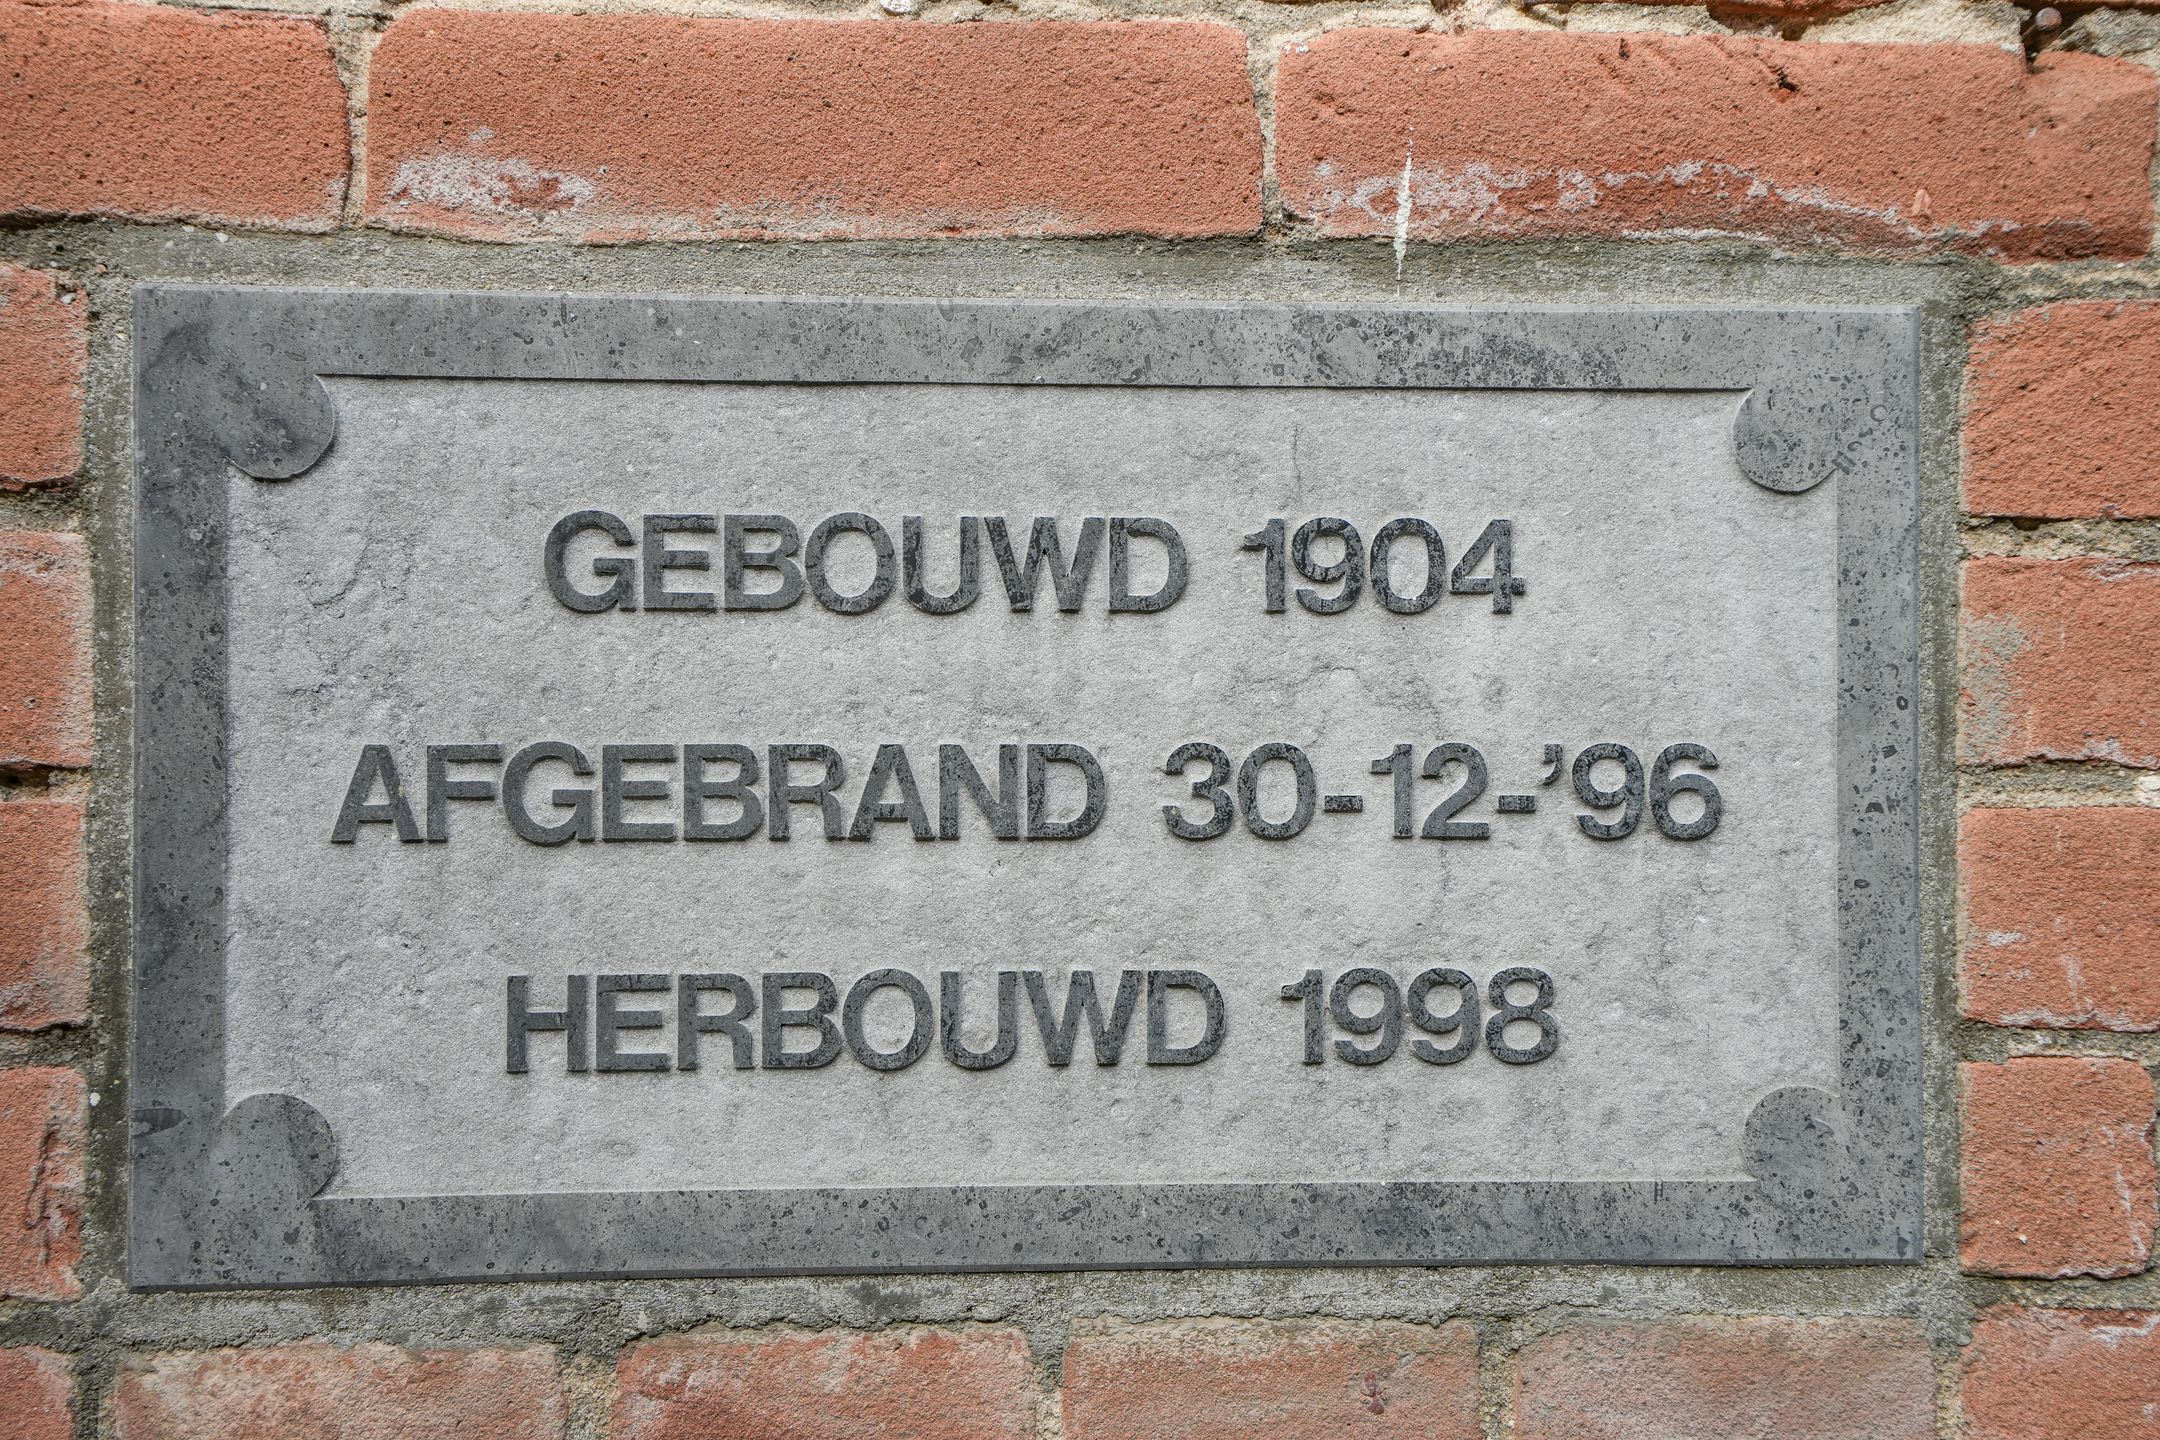 GEBOUWD 1904
AFGEBRAND 30-12-'96
HERBOUWD 1998